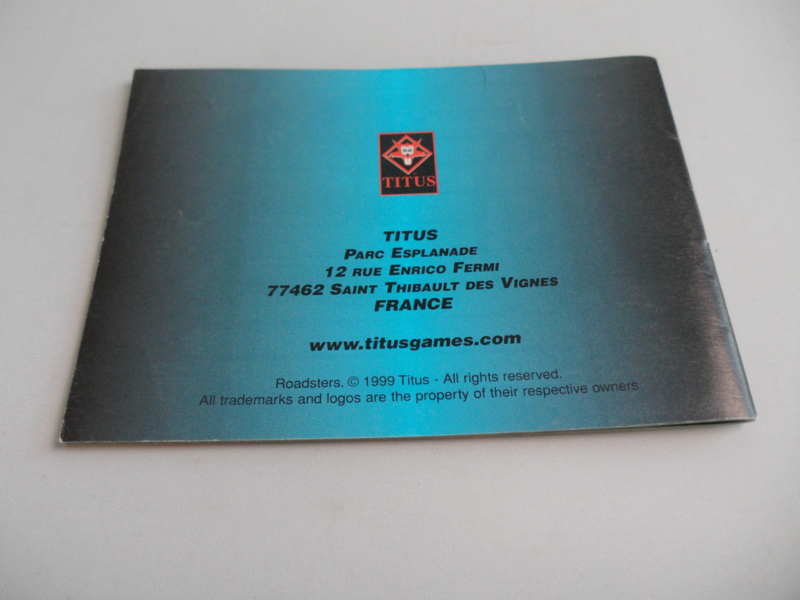 TITUS
TITUS
PARC ESPLANADE
12 RUE ENRICO FERMI
77462 SAINT THIBAULT DES VIGNES
FRANCE
www.titusgames.com
Roadsters. © 1999 Titus - All rights reserved.
All trademarks and logos are the property of their respective owners